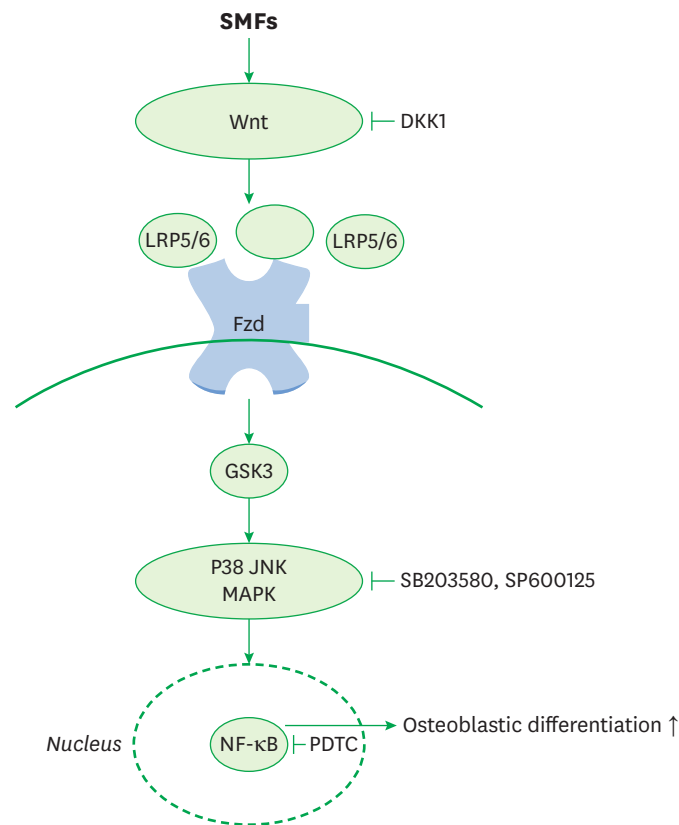 SMFs
Wnt
DKK1
LRP5/6
LRP5/6
Fzd
GSK3
P38 JNK
MAPK
SB203580, SP600125
Osteoblastic differentiation ↑
Nucleus
NF-κB
PDTC